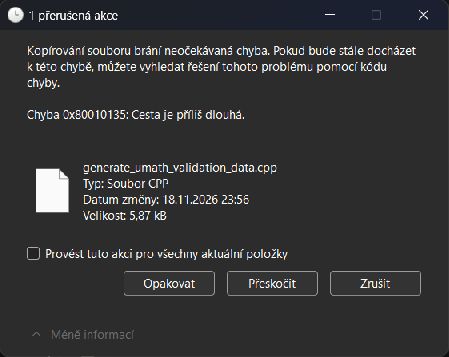 1 přerušená akce
Kopírování souboru brání neočekávaná chyba. Pokud bude stále docházet
k této chybě, můžete vyhledat řešení tohoto problému pomocí kódu
chyby.
Chyba 0x80010135: Cesta je příliš dlouhá.
generate_umath_validation_data.cpp
Typ: Soubor CPP
Datum změny: 18.11.2026 23:56
Velikost: 5,87 kB
Provést tuto akci pro všechny aktuální položky
Opakovat
Přeskočit
Zrušit
Méně informací